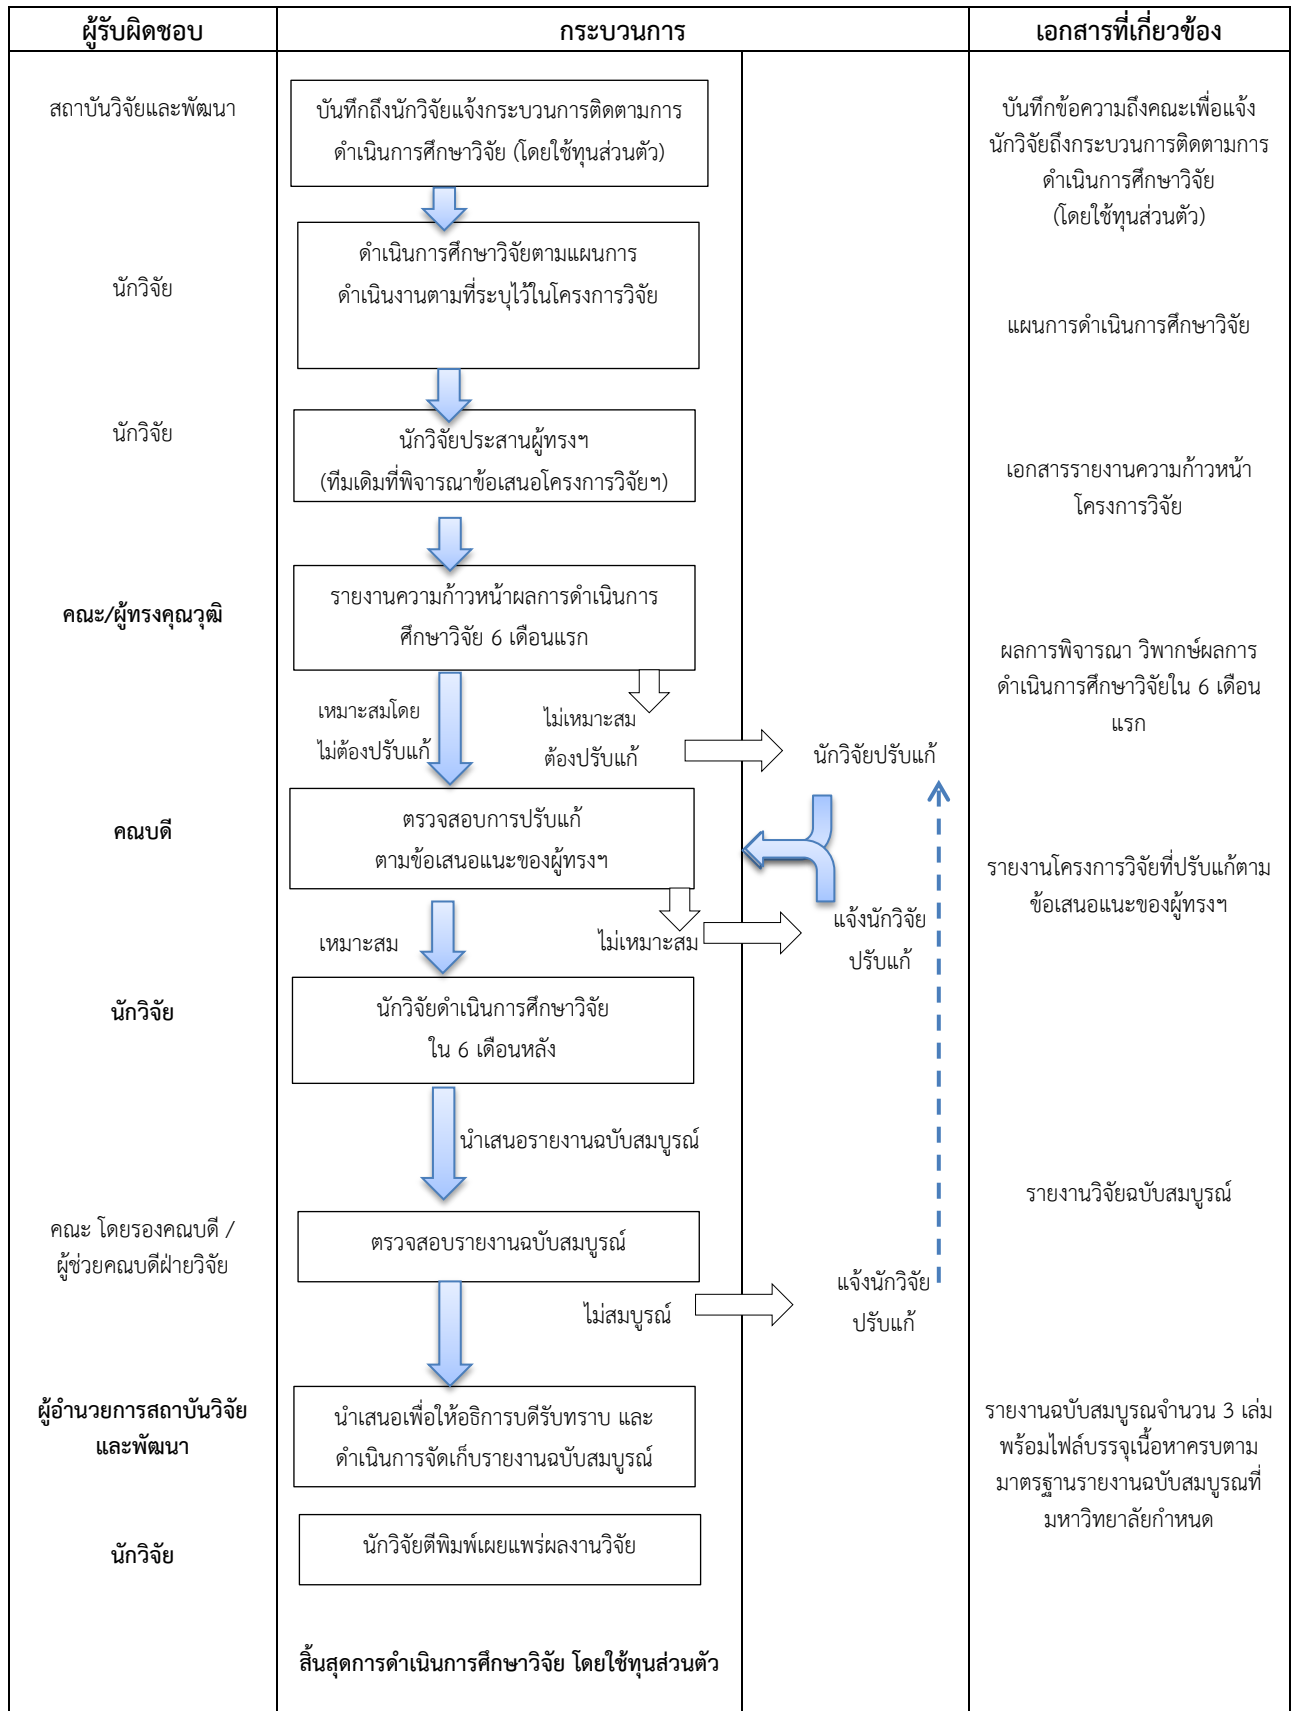 ผู้รับผิดชอบ
กระบวนการ
เอกสารที่เกี่ยวข้อง
สถาบันวิจัยและพัฒนา
บันทึกถึงนักวิจัยแจ้งกระบวนการติดตามการ
ดำเนินการศึกษาวิจัย (โดยใช้ทุนส่วนตัว)
บันทึกข้อความถึงคณะเพื่อแจ้ง
นักวิจัยถึงกระบวนการติดตามการ
ดำเนินการศึกษาวิจัย
(โดยใช้ทุนส่วนตัว)
นักวิจัย
ดำเนินการศึกษาวิจัยตามแผนการ
ดำเนินงานตามที่ระบุไว้ในโครงการวิจัย
แผนการดำเนินการศึกษาวิจัย
นักวิจัย
นักวิจัยประสานผู้ทรงฯ
(ทีมเดิมที่พิจารณาข้อเสนอโครงการวิจัยฯ)
เอกสารรายงานความก้าวหน้า
โครงการวิจัย
คณะ/ผู้ทรงคุณวุฒิ
รายงานความก้าวหน้าผลการดำเนินการ
ศึกษาวิจัย 6 เดือนแรก
ผลการพิจารณา วิพากษ์ผลการ
ดำเนินการศึกษาวิจัยใน 6 เดือน
แรก
เหมาะสมโดย
ไม่ต้องปรับแก้
ไม่เหมาะสม
ต้องปรับแก้
นักวิจัยปรับแก้
คณบดี
ตรวจสอบการปรับแก้
ตามข้อเสนอแนะของผู้ทรงฯ
รายงานโครงการวิจัยที่ปรับแก้ตาม
ข้อเสนอแนะของผู้ทรงฯ
เหมาะสม
ไม่เหมาะสม
แจ้งนักวิจัย
ปรับแก้
นักวิจัย
นักวิจัยดำเนินการศึกษาวิจัย
ใน 6 เดือนหลัง
นำเสนอรายงานฉบับสมบูรณ์
รายงานวิจัยฉบับสมบูรณ์
คณะ โดยรองคณบดี /
ผู้ช่วยคณบดีฝ่ายวิจัย
ตรวจสอบรายงานฉบับสมบูรณ์
ไม่สมบูรณ์
แจ้งนักวิจัย
ปรับแก้
ผู้อำนวยการสถาบันวิจัย
และพัฒนา
นำเสนอเพื่อให้อธิการบดีรับทราบ และ
ดำเนินการจัดเก็บรายงานฉบับสมบูรณ์
รายงานฉบับสมบูรณจำนวน 3 เล่ม
พร้อมไฟล์บรรจุเนื้อหาครบตาม
มาตรฐานรายงานฉบับสมบูรณที่
มหาวิทยาลัยกำหนด
นักวิจัย
นักวิจัยตีพิมพ์เผยแพร่ผลงานวิจัย
สิ้นสุดการดำเนินการศึกษาวิจัย โดยใช้ทุนส่วนตัว